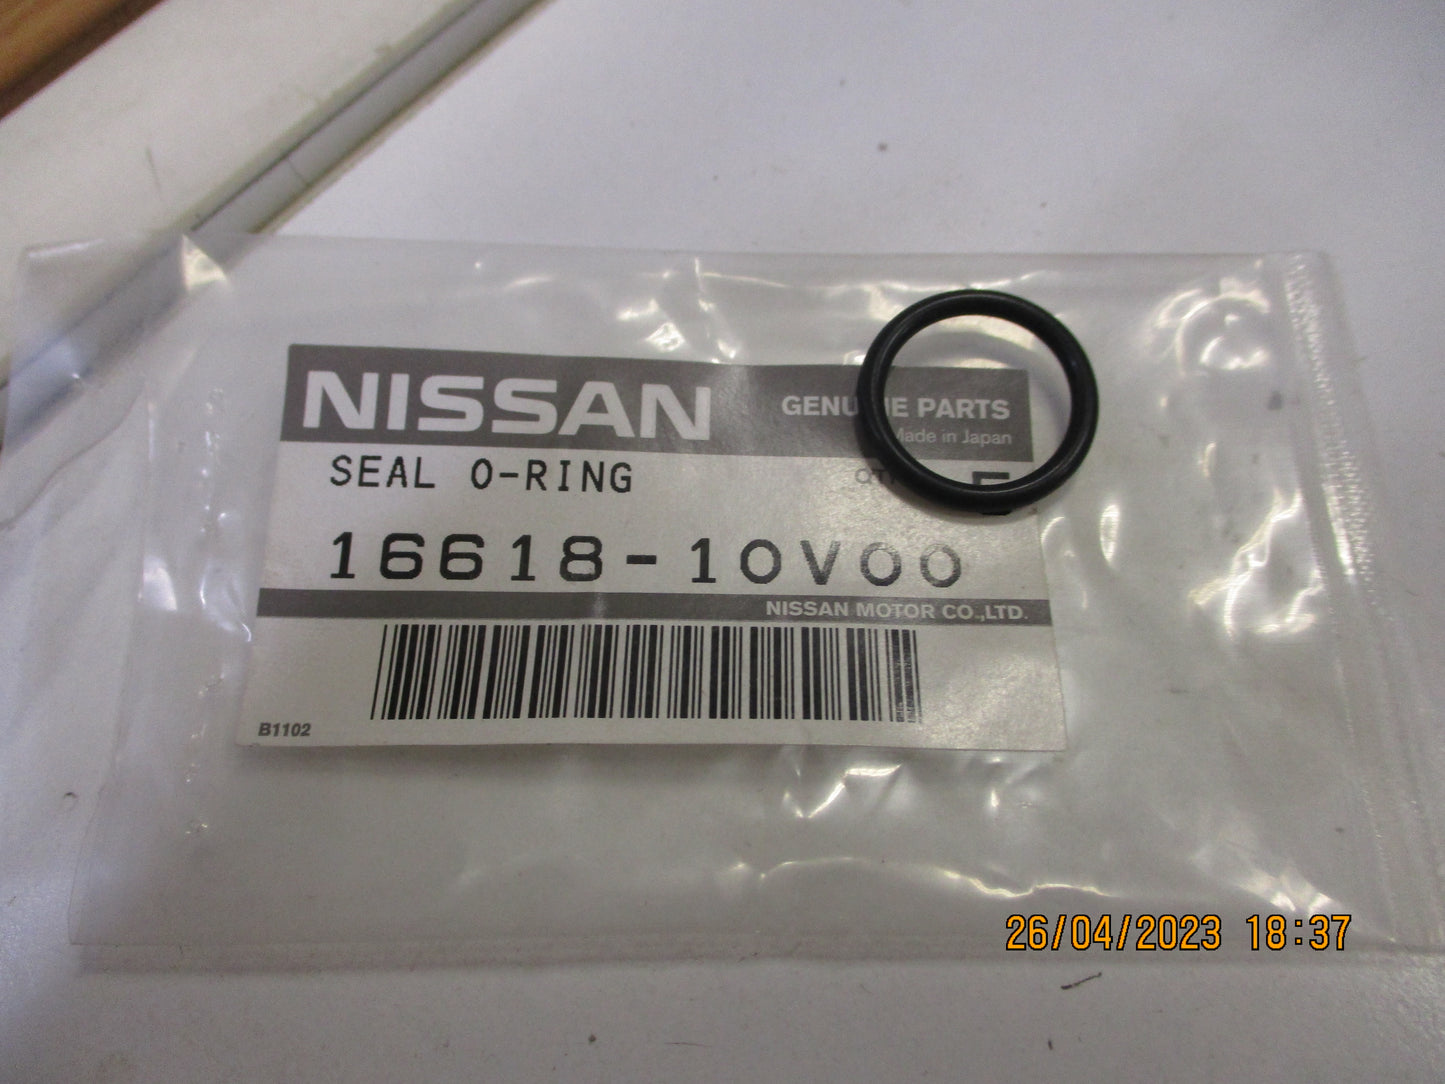 NISSAN
GENUINE PARTS
Made in Japan
SEAL O-RING
16618-10V00
NISSAN MOTOR CO.,LTD.
B1102
26/04/2023 18:37